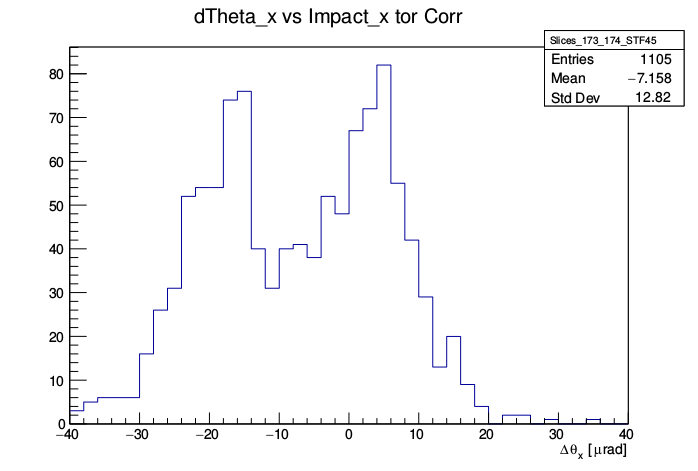 dTheta_x vs Impact_x tor Corr
Slices_173_174_STF45
Entries 1105
Mean −7.158
Std Dev 12.82
80
70
60
50
40
30
20
10
0
−40 −30 −20 −10 0 10 20 30 40
Δθx [μrad]